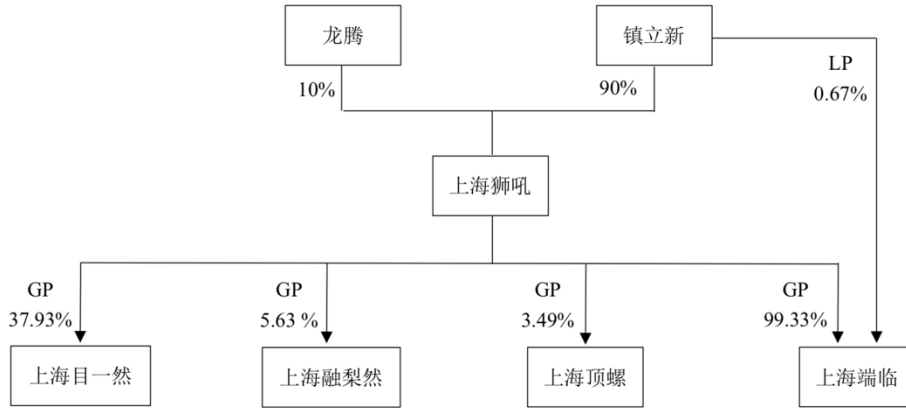 龙腾
镇立新
10%
90%
LP
0.67%
上海狮吼
GP
37.93%
GP
5.63 %
GP
3.49%
GP
99.33%
上海目一然
上海融梨然
上海顶螺
上海端临